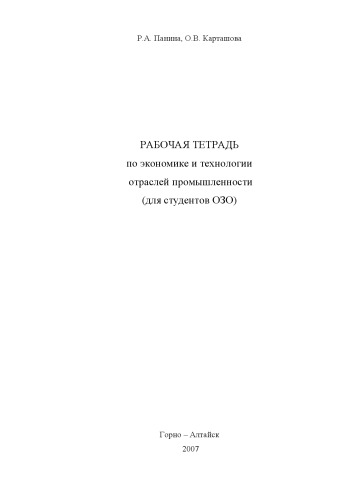 Р.А. Панина, О.В. Карташова
РАБОЧАЯ ТЕТРАДЬ
по экономике и технологии
отраслей промышленности
(для студентов ОЗО)
Горно – Алтайск
2007